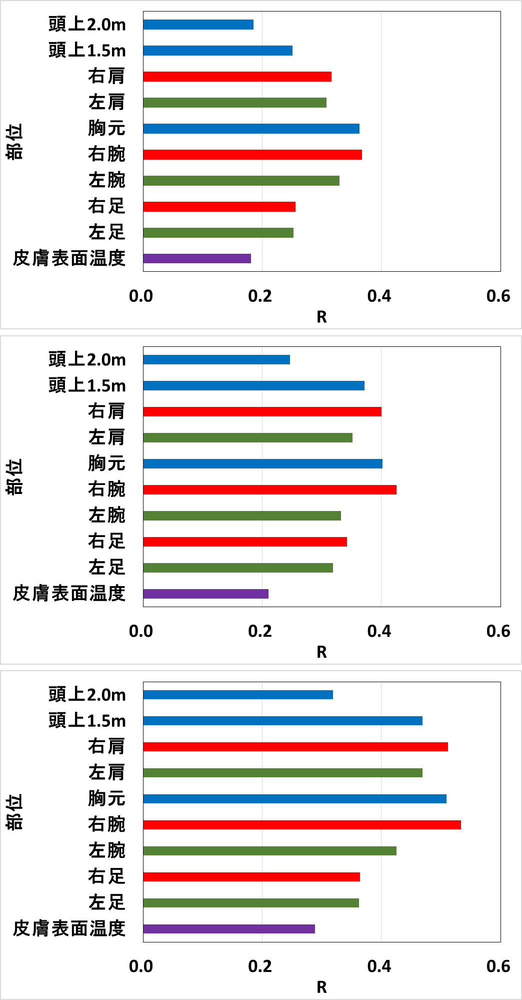 頭上2.0m
頭上1.5m
右肩
左肩
胸元
右腕
左腕
右足
左足
皮膚表面温度
部位
0.0 0.2 0.4 0.6
R
頭上2.0m
頭上1.5m
右肩
左肩
胸元
右腕
左腕
右足
左足
皮膚表面温度
部位
0.0 0.2 0.4 0.6
R
頭上2.0m
頭上1.5m
右肩
左肩
胸元
右腕
左腕
右足
左足
皮膚表面温度
部位
0.0 0.2 0.4 0.6
R